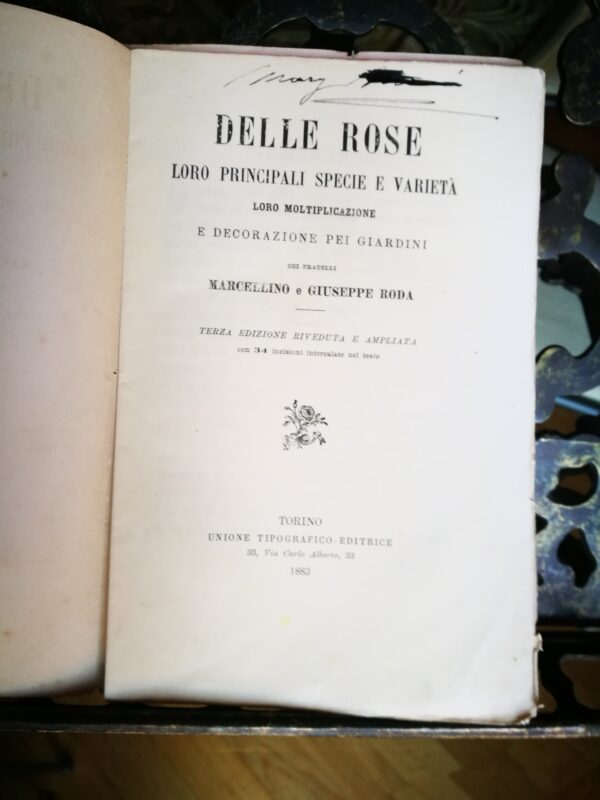 Mary
DELLE ROSE
LORO PRINCIPALI SPECIE E VARIETÀ
LORO MOLTIPLICAZIONE
E DECORAZIONE PEI GIARDINI
DEI FRATELLI
MARCELLINO e GIUSEPPE RODA
TERZA EDIZIONE RIVEDUTA E AMPLIATA
con 34 incisioni intercalate nel testo
TORINO
UNIONE TIPOGRAFICO-EDITRICE
33, Via Carlo Alberto, 33
1883